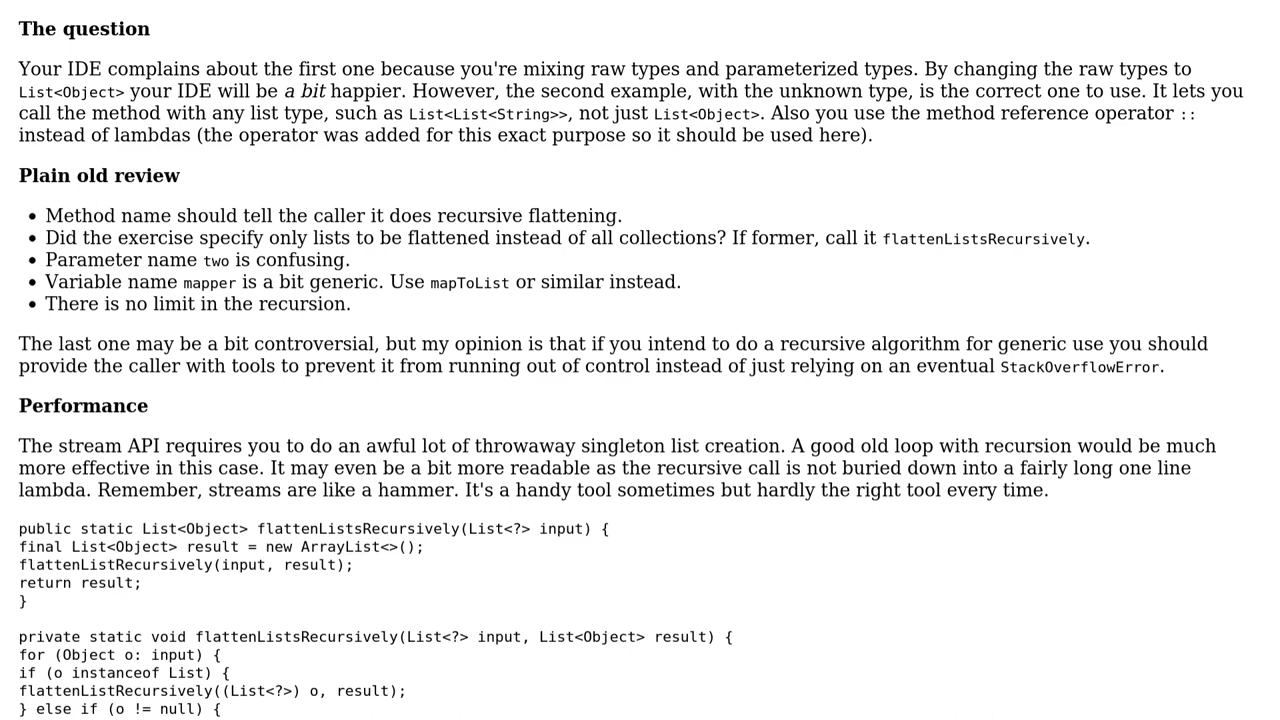 The question
Your IDE complains about the first one because you're mixing raw types and parameterized types. By changing the raw types to
List<Object> your IDE will be a bit happier. However, the second example, with the unknown type, is the correct one to use. It lets you
call the method with any list type, such as List<List<String>>, not just List<Object>. Also you use the method reference operator ::
instead of lambdas (the operator was added for this exact purpose so it should be used here).
Plain old review
• Method name should tell the caller it does recursive flattening.
• Did the exercise specify only lists to be flattened instead of all collections? If former, call it flattenListsRecursively.
• Parameter name two is confusing.
• Variable name mapper is a bit generic. Use mapToList or similar instead.
• There is no limit in the recursion.
The last one may be a bit controversial, but my opinion is that if you intend to do a recursive algorithm for generic use you should
provide the caller with tools to prevent it from running out of control instead of just relying on an eventual StackOverflowError.
Performance
The stream API requires you to do an awful lot of throwaway singleton list creation. A good old loop with recursion would be much
more effective in this case. It may even be a bit more readable as the recursive call is not buried down into a fairly long one line
lambda. Remember, streams are like a hammer. It's a handy tool sometimes but hardly the right tool every time.
public static List<Object> flattenListsRecursively(List<?> input) {
final List<Object> result = new ArrayList<>();
flattenListRecursively(input, result);
return result;
}
private static void flattenListsRecursively(List<?> input, List<Object> result) {
for (Object o: input) {
if (o instanceof List) {
flattenListRecursively((List<?>) o, result);
} else if (o != null) {